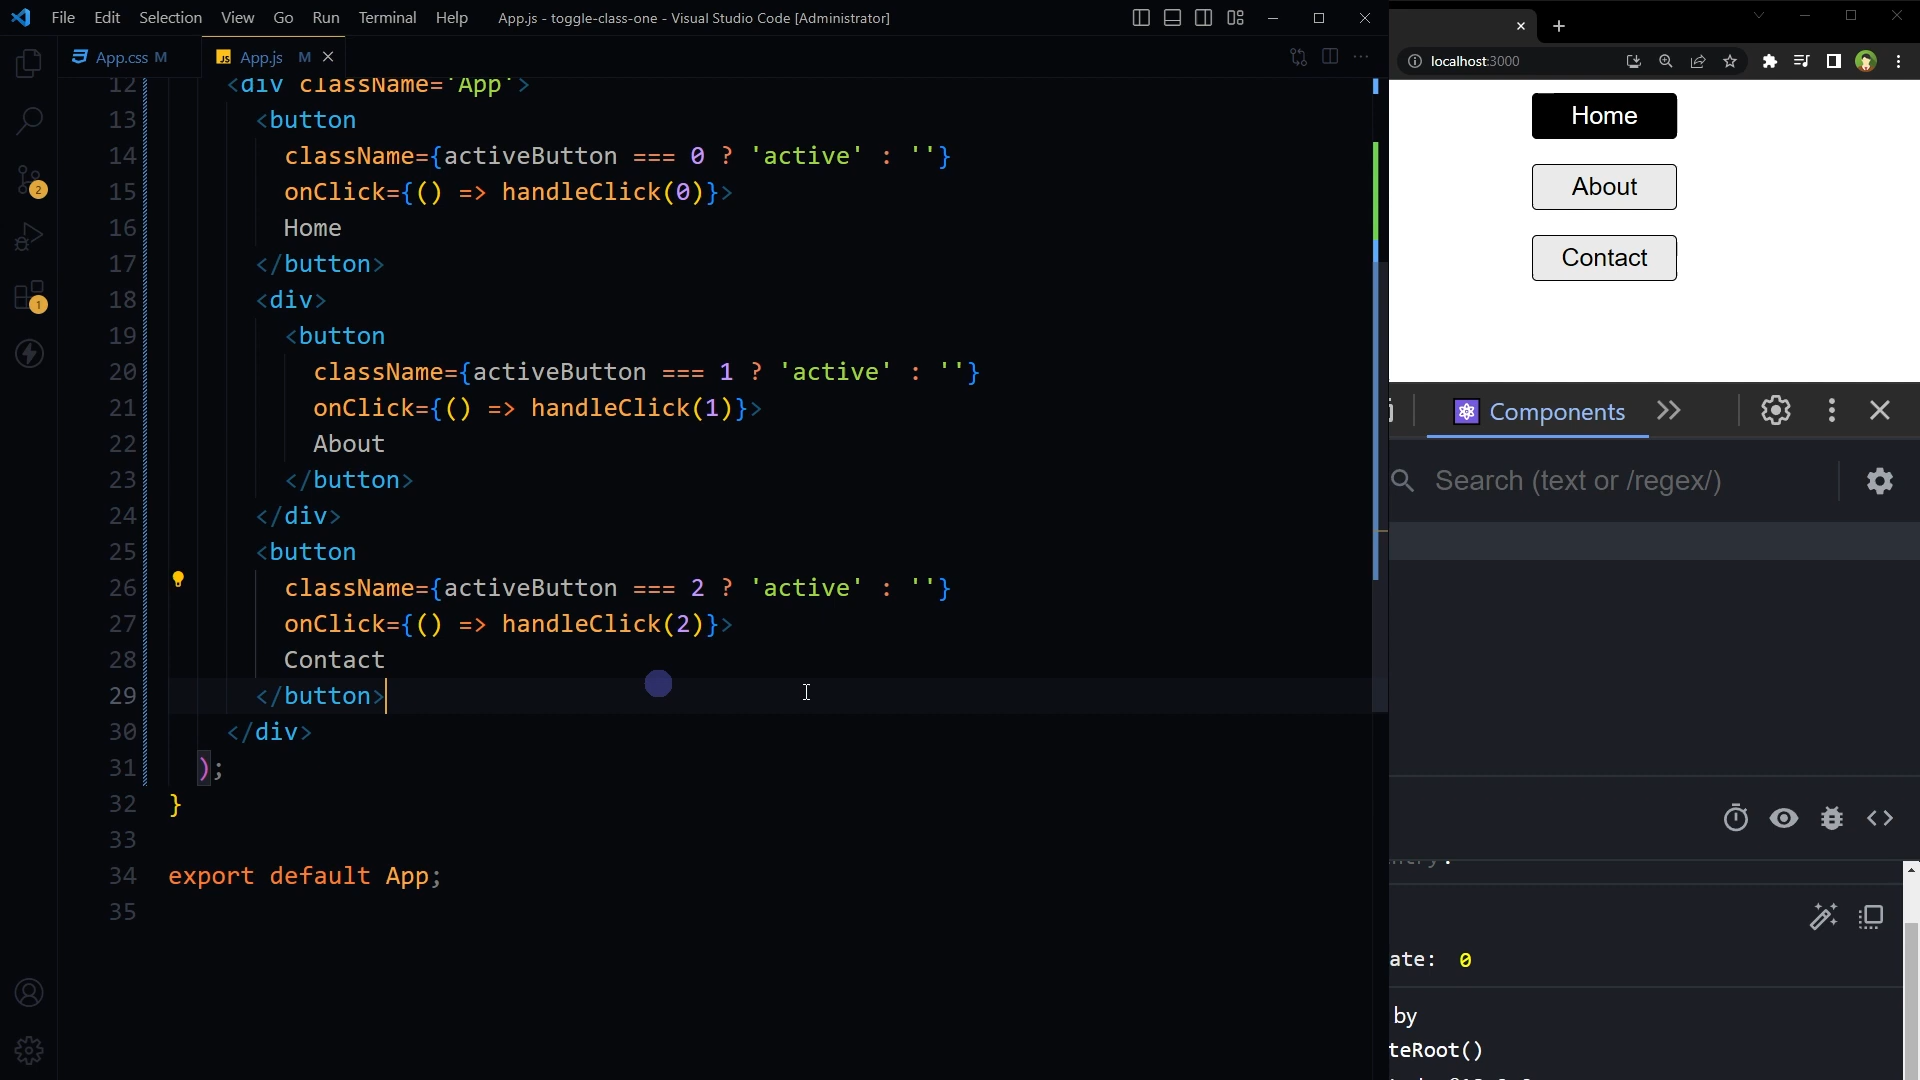 File Edit Selection View Go Run Terminal Help App.js - toggle-class-one - Visual Studio Code [Administrator]
App.css M App.js M
12 <div className='App'>
13 <button
14 className={activeButton === 0 ? 'active' : ''}
15 onClick={() => handleClick(0)}>
16 Home
17 </button>
18 <div>
19 <button
20 className={activeButton === 1 ? 'active' : ''}
21 onClick={() => handleClick(1)}>
22 About
23 </button>
24 </div>
25 <button
26 className={activeButton === 2 ? 'active' : ''}
27 onClick={() => handleClick(2)}>
28 Contact
29 </button>
30 </div>
31 );
32 }
33
34 export default App;
35
2
1
localhost:3000
Home
About
Contact
Components
Search (text or /regex/)
ate: 0
by
teRoot()